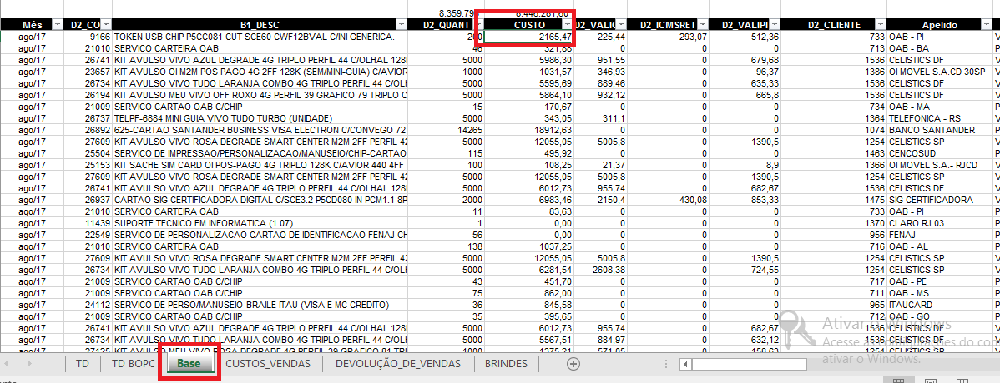 8.359.79 8.446.281,60
Mês D2_CO B1_DESC D2_QUANT CUSTO D2_VALIC D2_ICMSRET D2_VALIPI D2_CLIENTE Apelido
ago/17 9166 TOKEN USB CHIP P5CC081 CUT SCE60 CWF12BVAL C/INI GENERICA. 200 2165,47 225,44 293,07 512,36 733 OAB - PI
ago/17 21010 SERVICO CARTEIRA OAB 48 321,88 0 0 0 713 OAB - BA P
ago/17 26741 KIT AVULSO VIVO AZUL DEGRADE 4G TRIPLO PERFIL 44 C/OLHAL 128K 5000 5986,30 951,55 0 679,68 1536 CELISTICS DF
ago/17 23657 KIT AVULSO OI M2M POS PAGO 4G 2FF 128K (SEM/MINI-GUIA) C/AVIOR 1000 1031,57 346,93 0 96,37 1386 OI MOVEL S.A.CD 30SP V
ago/17 26734 KIT AVULSO VIVO TUDO LARANJA COMBO 4G TRIPLO PERFIL 44 C/OLH 5000 5595,69 889,46 0 635,33 1536 CELISTICS DF
ago/17 26194 KIT AVULSO MEU VIVO OFF ROXO 4G PERFIL 39 GRAFICO 79 TRIPLO C 5000 5864,10 932,12 0 665,8 1536 CELISTICS DF
ago/17 21009 SERVICO CARTAO OAB C/CHIP 15 170,67 0 0 0 734 OAB - MA P
ago/17 26737 TELPF-6884 MINI GUIA VIVO TUDO TURBO (UNIDADE) 5000 343,05 311,1 0 0 1364 TELEFONICA - RS V
ago/17 26892 625-CARTAO SANTANDER BUSINESS VISA ELECTRON C/CONVEGO 72 14265 18912,63 0 0 0 1074 BANCO SANTANDER P
ago/17 27609 KIT AVULSO VIVO ROSA DEGRADE SMART CENTER M2M 2FF PERFIL 42 5000 12055,05 5005,8 0 1390,5 1254 CELISTICS SP V
ago/17 25504 SERVICO DE IMPRESSAO/PERSONALIZACAO/MANUSEIO/CHIP-CARTAO 115 495,92 0 0 0 1463 CENCOSUD P
ago/17 25153 KIT SACHE SIM CARD OI POS-PAGO 4G TRIPLO 128K C/AVIOR 440 4FF ( 100 108,25 21,37 0 8,9 1366 OI MOVEL S.A.- RJCD V
ago/17 27609 KIT AVULSO VIVO ROSA DEGRADE SMART CENTER M2M 2FF PERFIL 42 5000 12055,05 5005,8 0 1390,5 1254 CELISTICS SP V
ago/17 26741 KIT AVULSO VIVO AZUL DEGRADE 4G TRIPLO PERFIL 44 C/OLHAL 128K 5000 6012,73 955,74 0 682,67 1254 CELISTICS SP V
ago/17 26937 CARTAO SIG CERTIFICADORA DIGITAL C/SCE3.2 P5CD080 IN PCM1.1 8P 2000 6983,46 2150,4 430,08 853,33 1475 SIG CERTIFICADORA V
ago/17 21010 SERVICO CARTEIRA OAB 11 83,63 0 0 0 733 OAB - PI P
ago/17 11439 SUPORTE TECNICO EM INFORMATICA (1.07) 1 0,00 0 0 0 1370 CLARO RJ 03 P
ago/17 22549 SERVICO DE PERSONALIZACAO CARTAO DE IDENTIFICACAO FENAJ CH 56 0,00 0 0 0 956 FENAJ P
ago/17 21010 SERVICO CARTEIRA OAB 138 1037,25 0 0 0 716 OAB - AL P
ago/17 27609 KIT AVULSO VIVO ROSA DEGRADE SMART CENTER M2M 2FF PERFIL 42 5000 12055,05 5005,8 0 1390,5 1254 CELISTICS SP V
ago/17 26734 KIT AVULSO VIVO TUDO LARANJA COMBO 4G TRIPLO PERFIL 44 C/OLH 5000 6281,54 2608,38 0 724,55 1254 CELISTICS SP V
ago/17 21009 SERVICO CARTAO OAB C/CHIP 43 451,70 0 0 0 717 OAB - PE P
ago/17 21009 SERVICO CARTAO OAB C/CHIP 75 862,00 0 0 0 711 OAB - MS P
ago/17 24112 SERVICO DE PERSO/MANUSEIO-BRAILE ITAU (VISA E MC CREDITO) 36 845,58 0 0 0 965 ITAUCARD P
ago/17 21009 SERVICO CARTAO OAB C/CHIP 35 395,65 0 0 0 712 OAB - GO P
ago/17 26741 KIT AVULSO VIVO AZUL DEGRADE 4G TRIPLO PERFIL 44 C/OLHAL 128K 5000 6012,73 955,74 0 682,67 1254 CELISTICS SP
ago/17 26734 KIT AVULSO VIVO TUDO LARANJA COMBO 4G TRIPLO PERFIL 44 C/OLH 5000 5567,51 884,97 0 632,12 1536 CELISTICS DF
ago/17 27125 KIT AVULSO MEU VIVO ROSA DEGRADE 4G PERFIL 39 GRAFICO 81 TRIPLO 1000 1375,21 571,05 0 158,63 1254 CELISTICS SP
Ativar o Windows
Acesse as configurações do com
ativar o Windows.
TD TD BOPC Base CUSTOS_VENDAS DEVOLUÇÃO_DE_VENDAS BRINDES